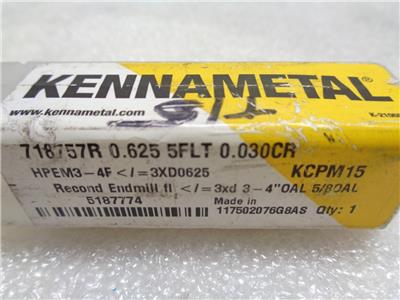 KENNAMETAL®
www.kennametal.com
718757R 0.625 5FLT 0.030CR
HPEM3-4F </=3XD0625 KCPM15
Recond Endmill fl </=3xd 3-4"OAL 5/8OAL
5187774 Made in 117502076G8AS Qty: 1